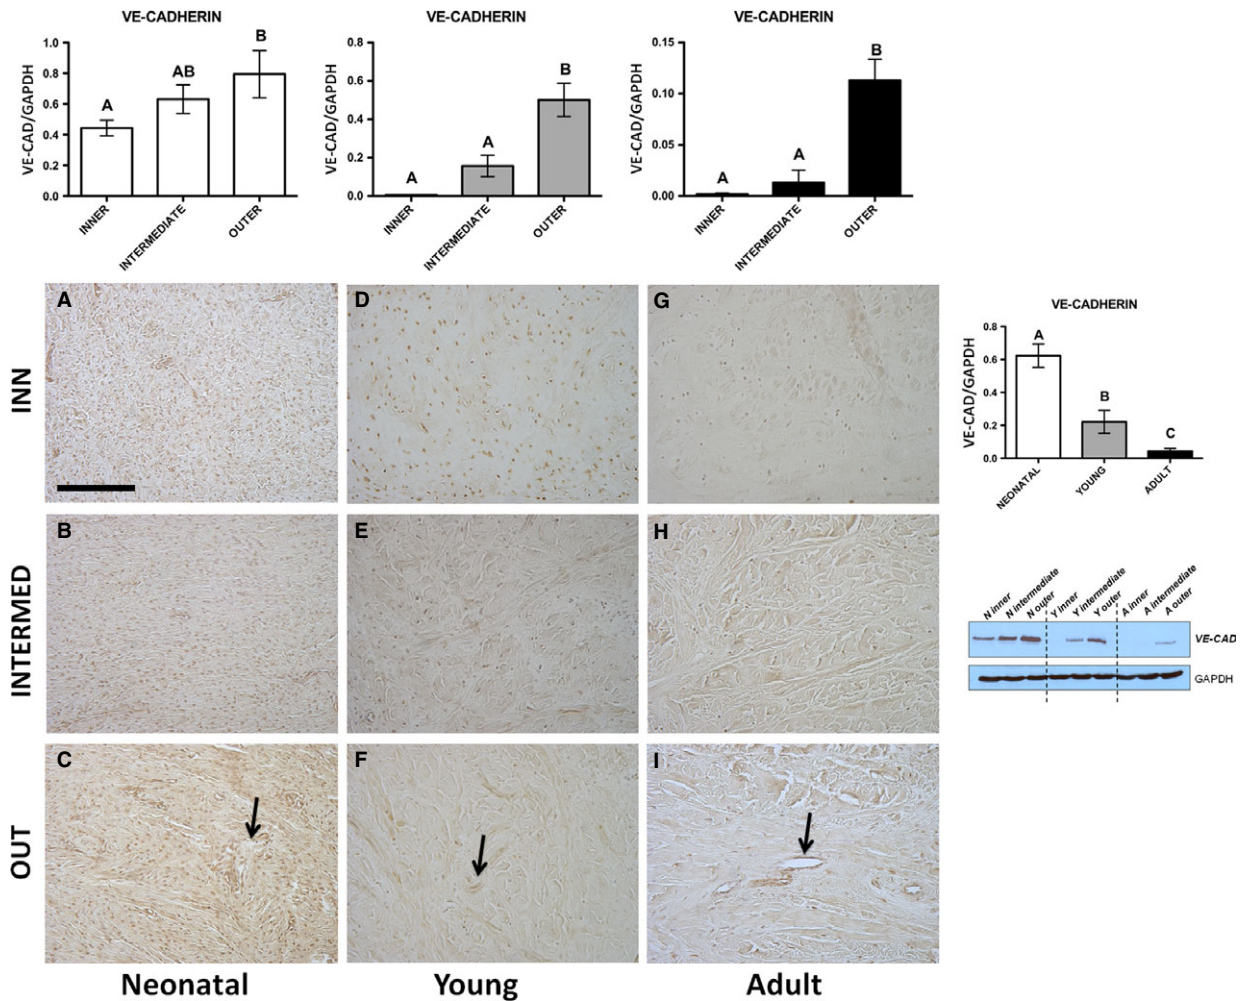 VE-CADHERIN
VE-CAD/GAPDH
1.0
0.8
0.6
0.4
0.2
0.0
A
AB
B
INNER
INTERMEDIATE
OUTER
VE-CADHERIN
VE-CAD/GAPDH
0.8
0.6
0.4
0.2
0.0
A
A
B
INNER
INTERMEDIATE
OUTER
VE-CADHERIN
VE-CAD/GAPDH
0.15
0.10
0.05
0.00
A
A
B
INNER
INTERMEDIATE
OUTER
INN
A
D
G
INTERMED
B
E
H
OUT
C
F
I
Neonatal
Young
Adult
VE-CADHERIN
VE-CAD/GAPDH
0.8
0.6
0.4
0.2
0.0
A
B
C
NEONATAL
YOUNG
ADULT
N inner
N intermediate
N outer
Y inner
Y intermediate
Y outer
A inner
A intermediate
A outer
VE-CAD
GAPDH